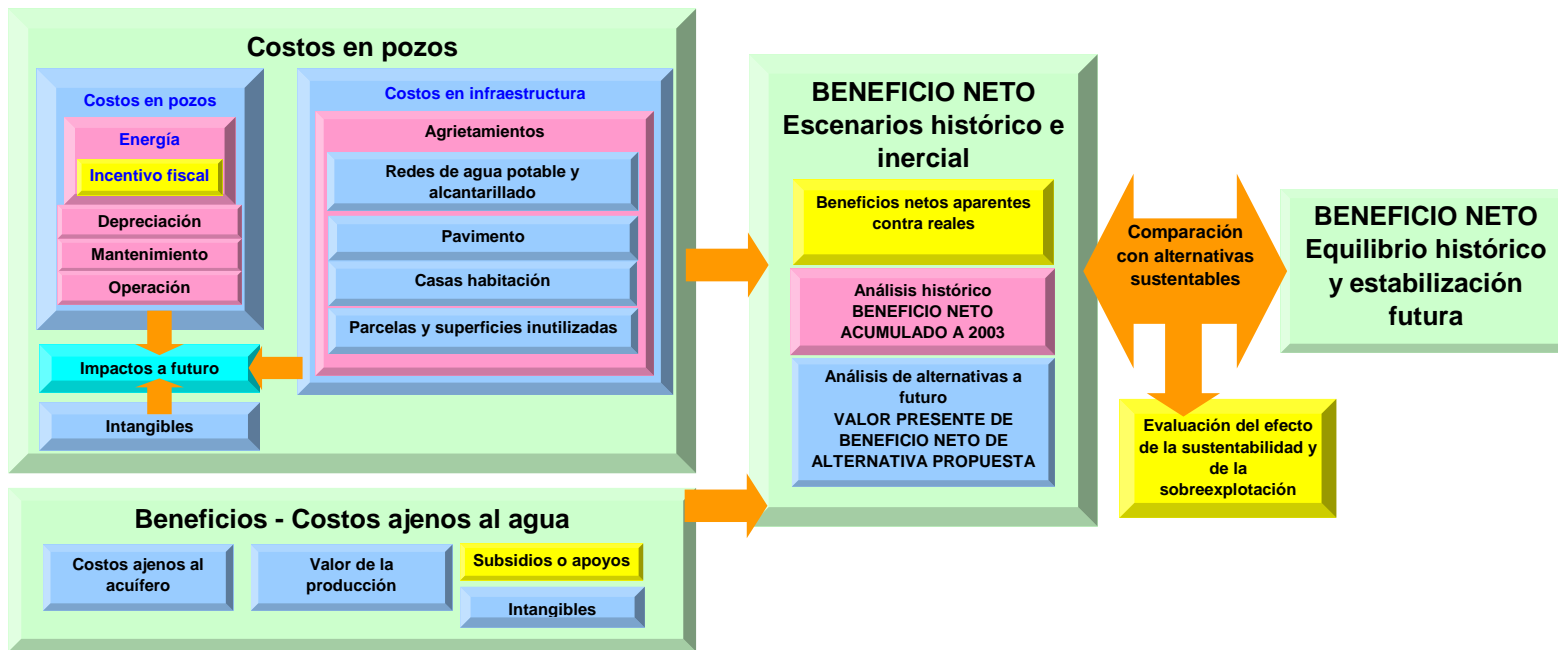 Costos en pozos
Costos en pozos
Energía
Incentivo fiscal
Depreciación
Mantenimiento
Operación
Impactos a futuro
Intangibles
Costos en infraestructura
Agrietamientos
Redes de agua potable y
alcantarillado
Pavimento
Casas habitación
Parcelas y superficies inutilizadas
Beneficios - Costos ajenos al agua
Costos ajenos al
acuífero
Valor de la
producción
Subsidios o apoyos
Intangibles
BENEFICIO NETO
Escenarios histórico e
inercial
Beneficios netos aparentes
contra reales
Análisis histórico
BENEFICIO NETO
ACUMULADO A 2003
Análisis de alternativas a
futuro
VALOR PRESENTE DE
BENEFICIO NETO DE
ALTERNATIVA PROPUESTA
Comparación
con alternativas
sustentables
Evaluación del efecto
de la sustentabilidad y
de la
sobreexplotación
BENEFICIO NETO
Equilibrio histórico
y estabilización
futura